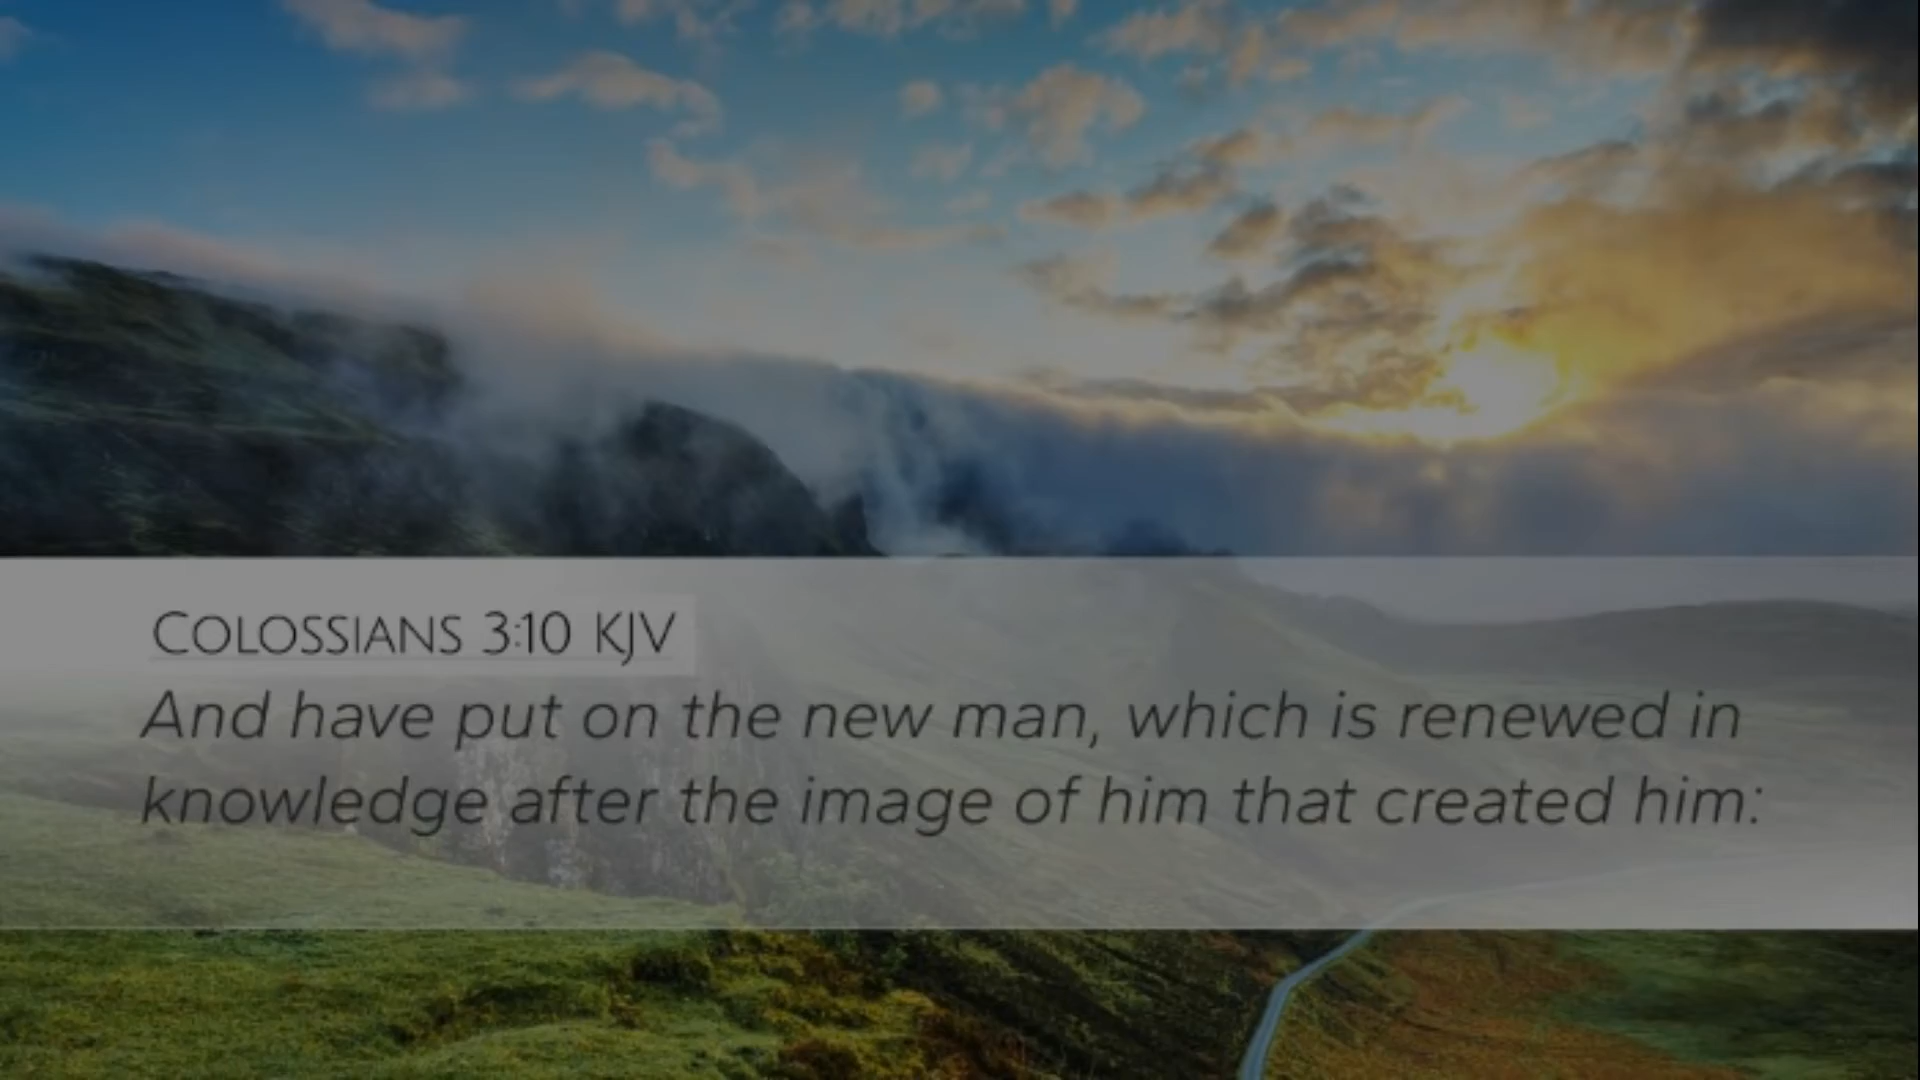 COLOSSIANS 3:10 KJV
And have put on the new man, which is renewed in
knowledge after the image of him that created him: